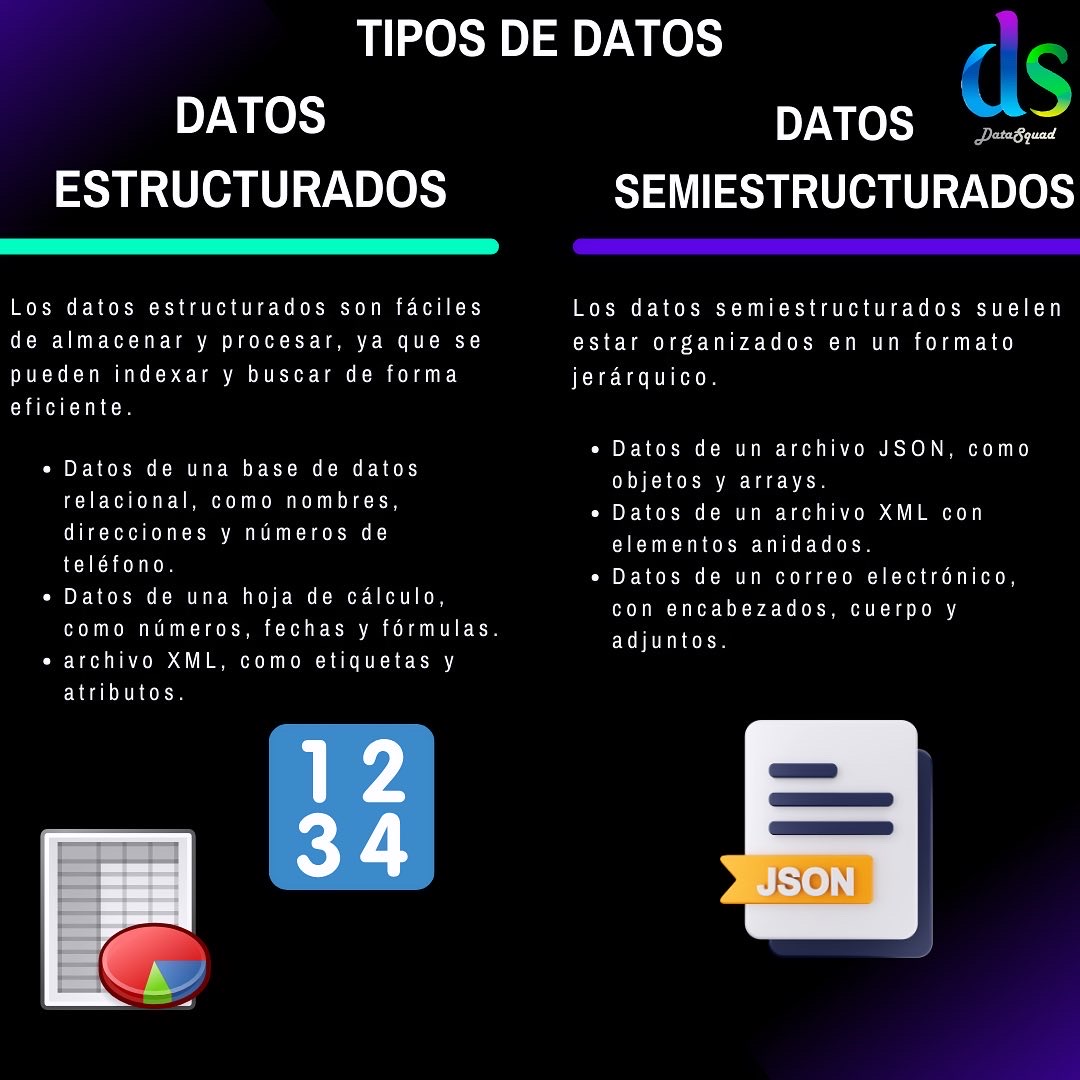 TIPOS DE DATOS
ds
DataSquad
DATOS
ESTRUCTURADOS
Los datos estructurados son fáciles
de almacenar y procesar, ya que se
pueden indexar y buscar de forma
eficiente.
• Datos de una base de datos
relacional, como nombres,
direcciones y números de
teléfono.
• Datos de una hoja de cálculo,
como números, fechas y fórmulas.
• archivo XML, como etiquetas y
atributos.
1 2
3 4
DATOS
SEMIESTRUCTURADOS
Los datos semiestructurados suelen
estar organizados en un formato
jerárquico.
• Datos de un archivo JSON, como
objetos y arrays.
• Datos de un archivo XML con
elementos anidados.
• Datos de un correo electrónico,
con encabezados, cuerpo y
adjuntos.
JSON